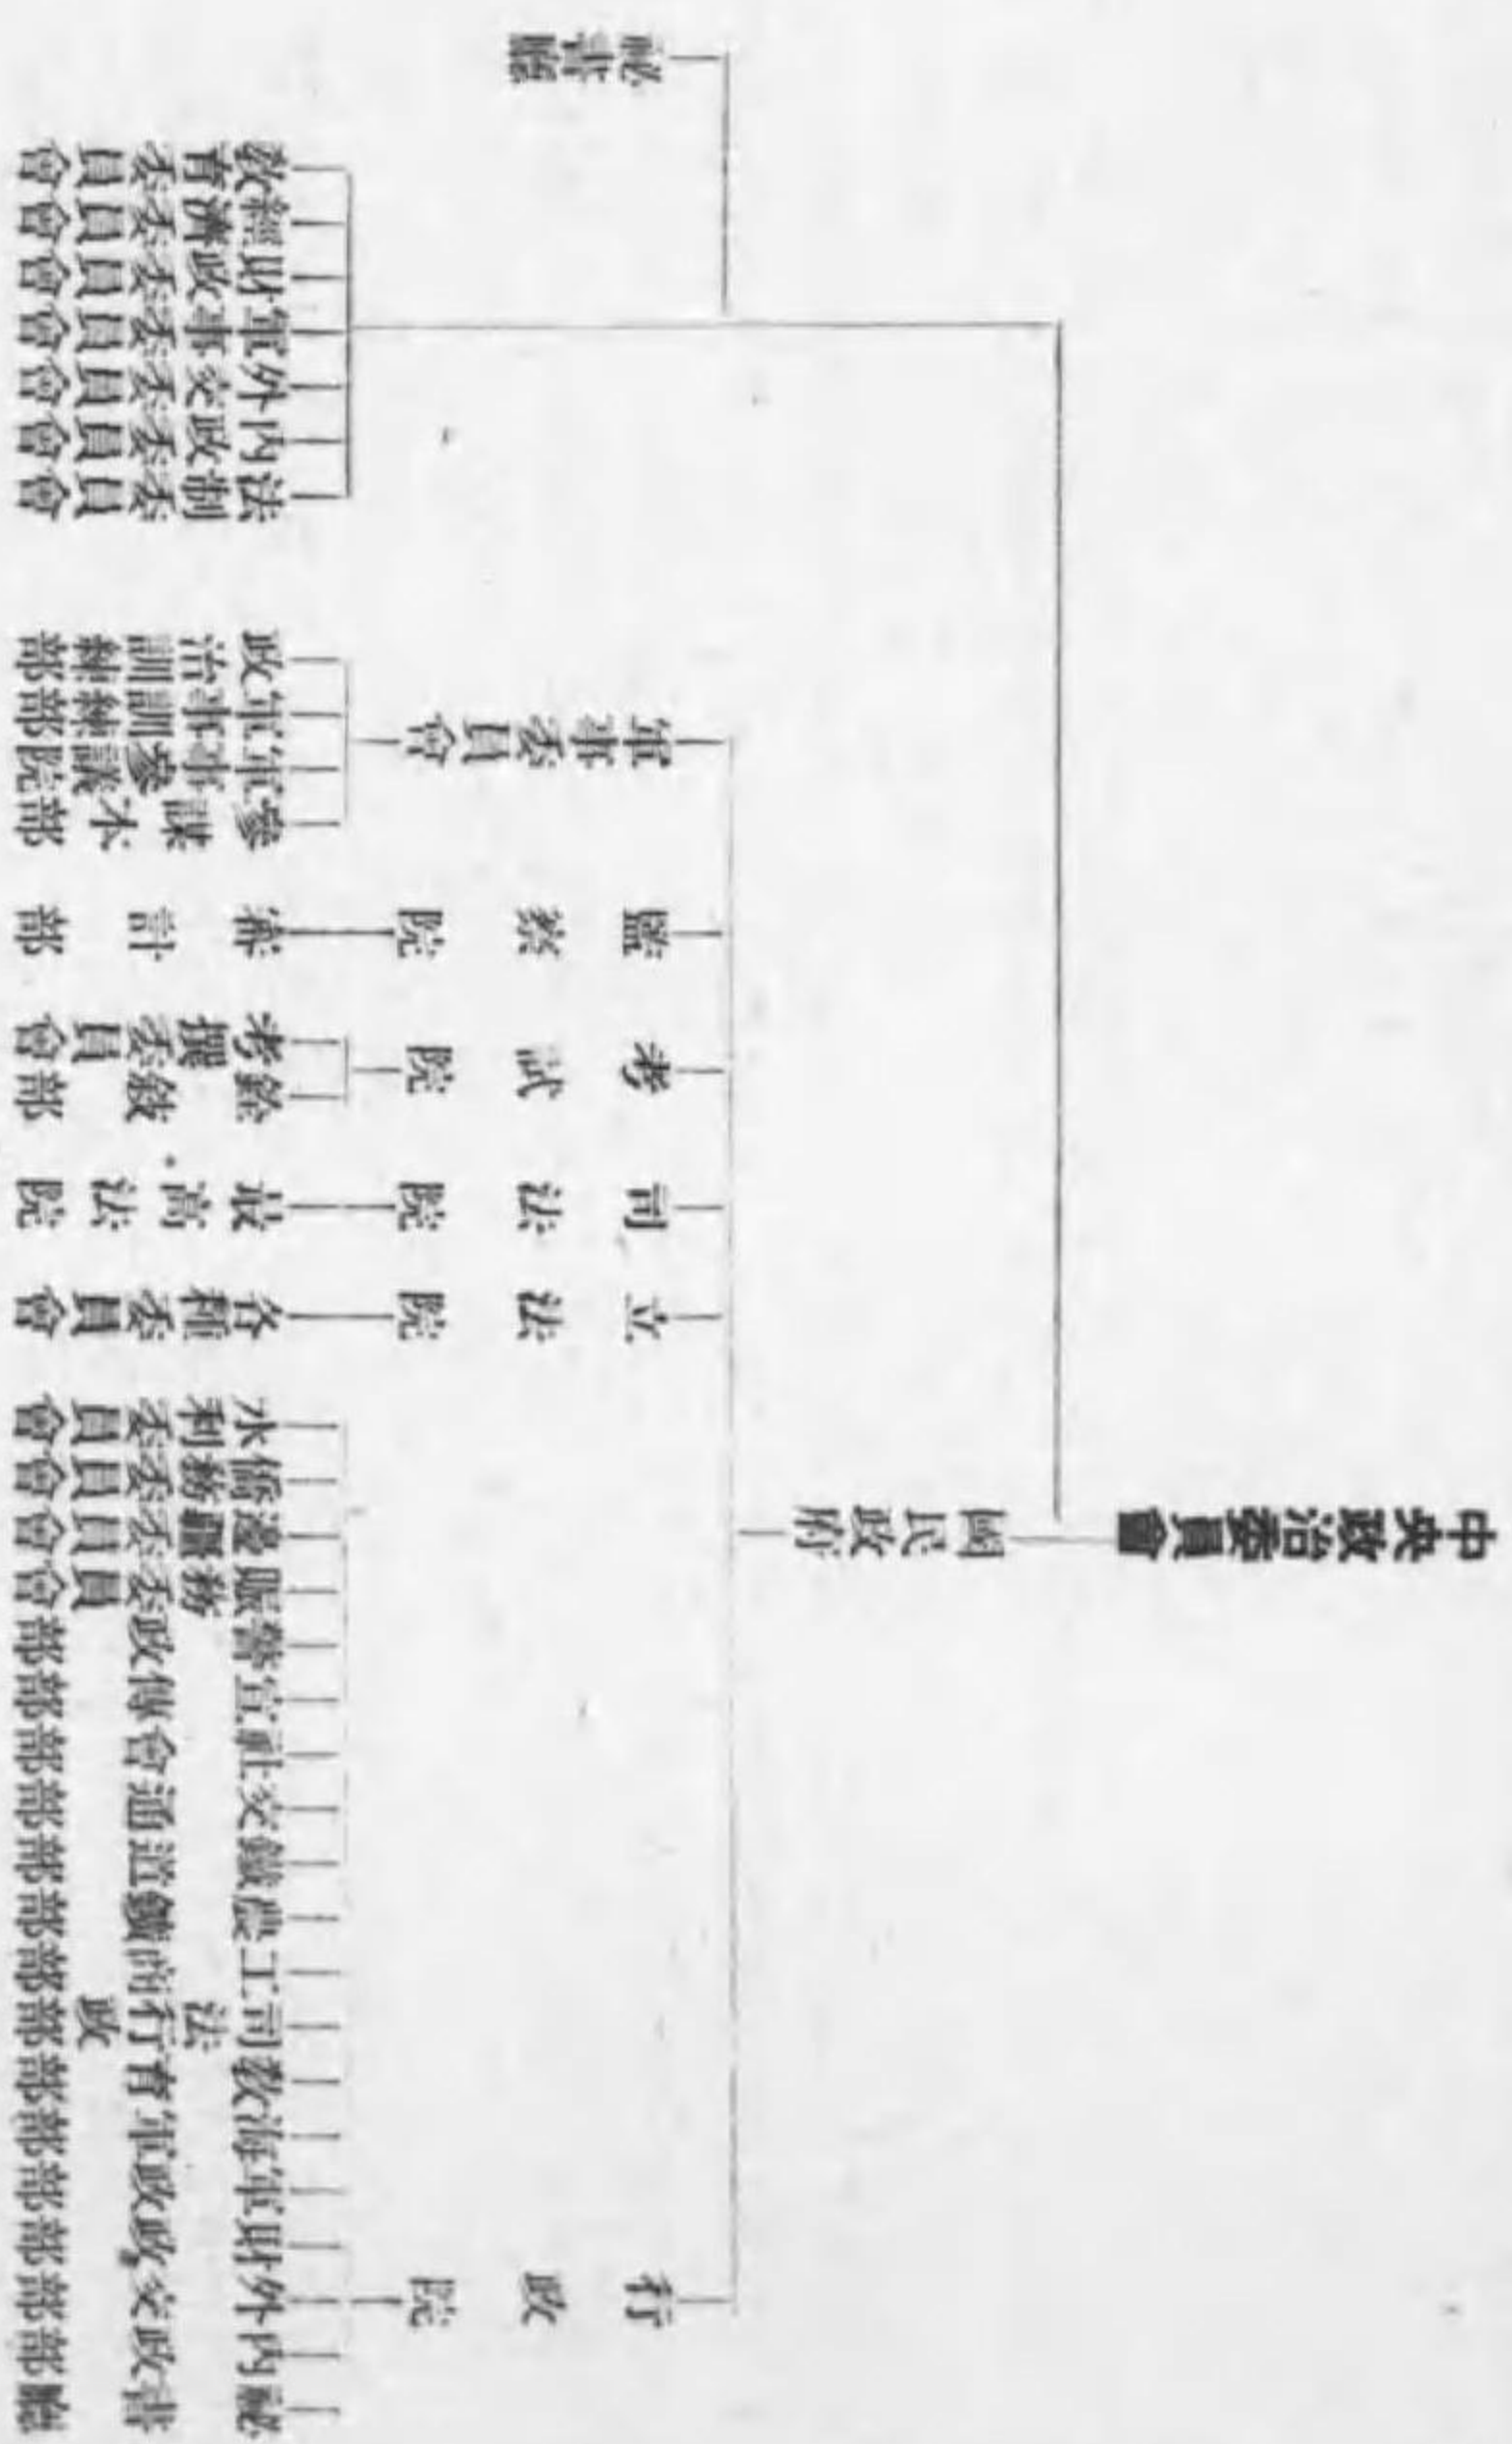 中央政治委員會
國民政府
行政院
祕書廳
內政部
外交部
財政部
軍政部
海軍部
教育部
司法行政部
工商部
農鑛部
鐵道部
交通部
社會部
宣傳部
警政部
賑務委員會
邊疆委員會
僑務委員會
水利委員會
立法院
各種委員會
司法院
最高法院
考試院
銓敘部
考選委員會
監察院
審計部
軍事委員會
參謀本部
軍事參議院
軍事訓練部
政治訓練部
法制委員會
內政委員會
外交委員會
軍事委員會
財政委員會
經濟委員會
教育委員會
祕書廳